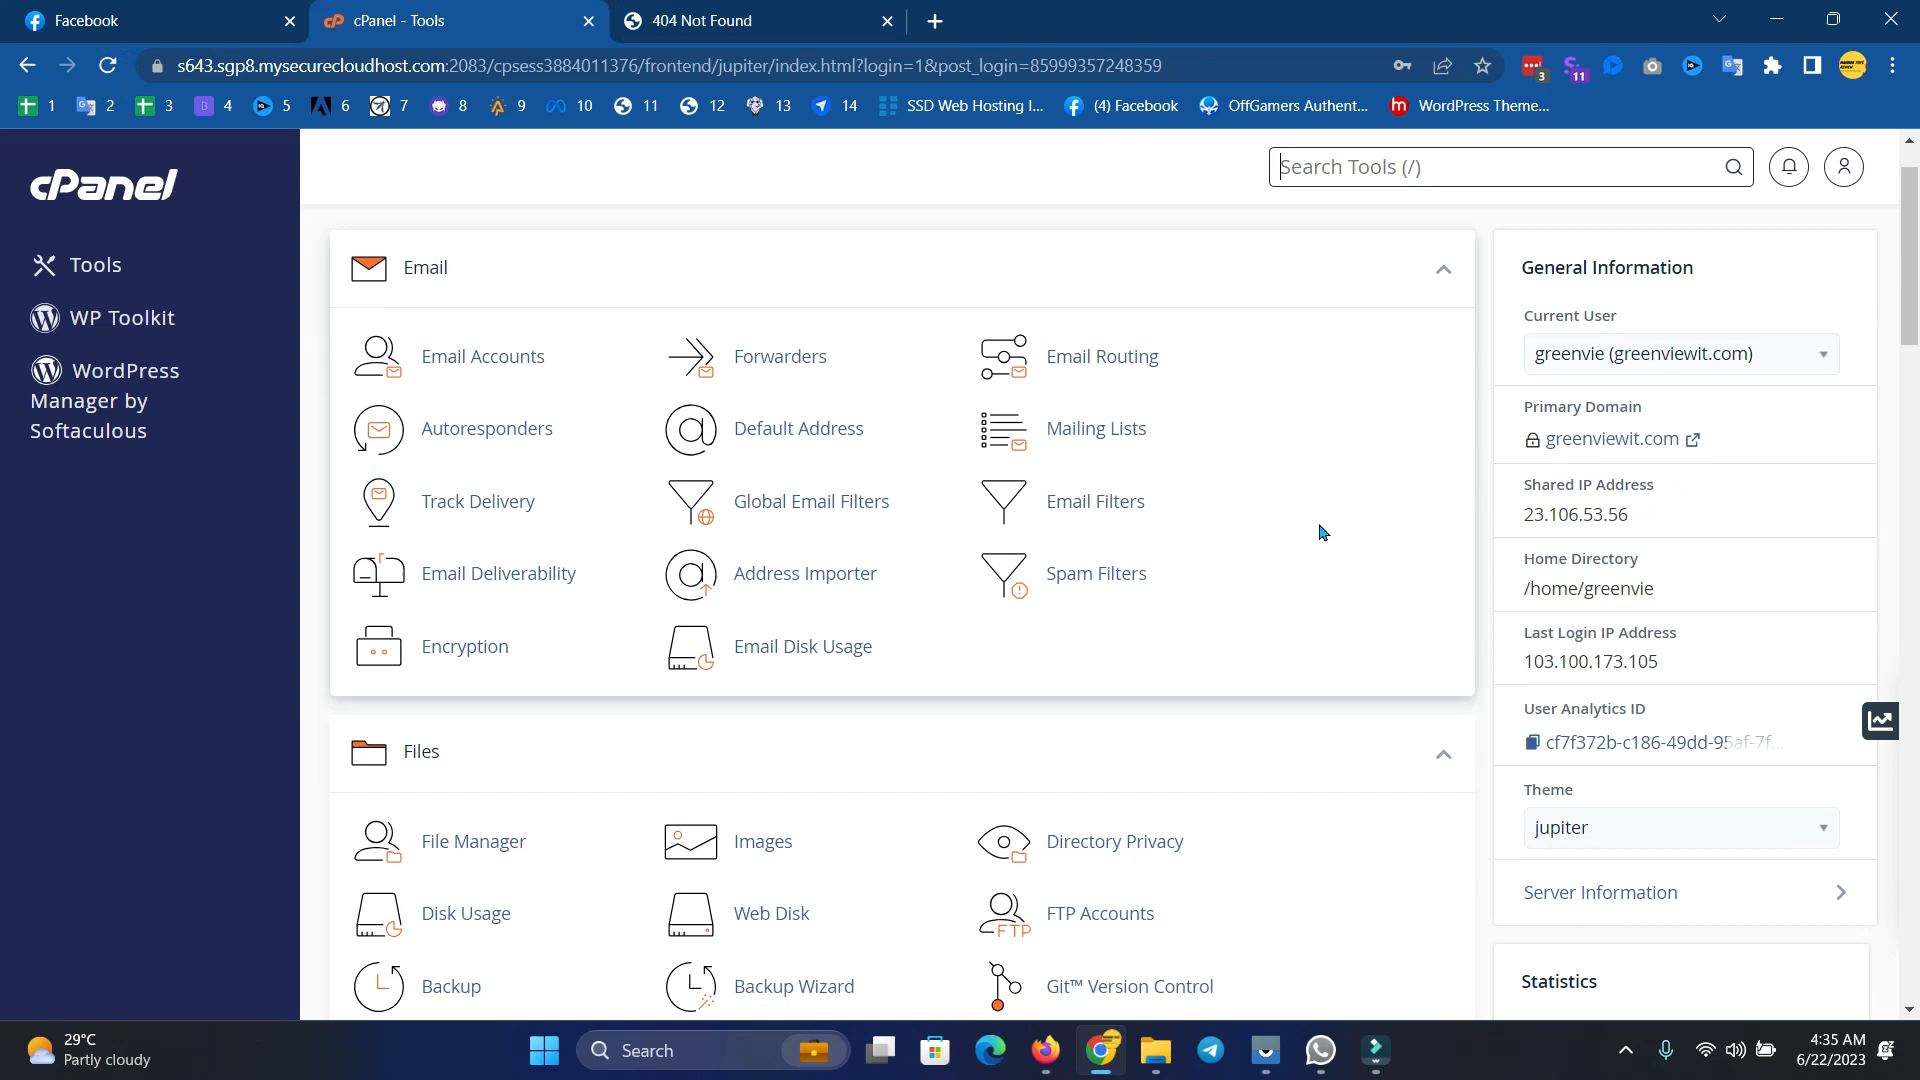 Facebook
cPanel - Tools
404 Not Found
s643.sgp8.mysecurecloudhost.com:2083/cpsess3884011376/frontend/jupiter/index.html?login=1&post_login=85999357248359
3
11
1
2
3
4
5
6
7
8
9
10
11
12
13
14
SSD Web Hosting I...
(4) Facebook
OffGamers Authent...
WordPress Theme...
cPanel
Search Tools (/)
Tools
WP Toolkit
WordPress
Manager by
Softaculous
Email
Email Accounts
Forwarders
Email Routing
Autoresponders
Default Address
Mailing Lists
Track Delivery
Global Email Filters
Email Filters
Email Deliverability
Address Importer
Spam Filters
Encryption
Email Disk Usage
Files
File Manager
Images
Directory Privacy
Disk Usage
Web Disk
FTP
FTP Accounts
Backup
Backup Wizard
Git™ Version Control
General Information
Current User
greenvie (greenviewit.com)
Primary Domain
greenviewit.com
Shared IP Address
23.106.53.56
Home Directory
/home/greenvie
Last Login IP Address
103.100.173.105
User Analytics ID
cf7f372b-c186-49dd-95af-7f...
Theme
jupiter
Server Information
Statistics
29°C
Partly cloudy
Search
4:35 AM
6/22/2023